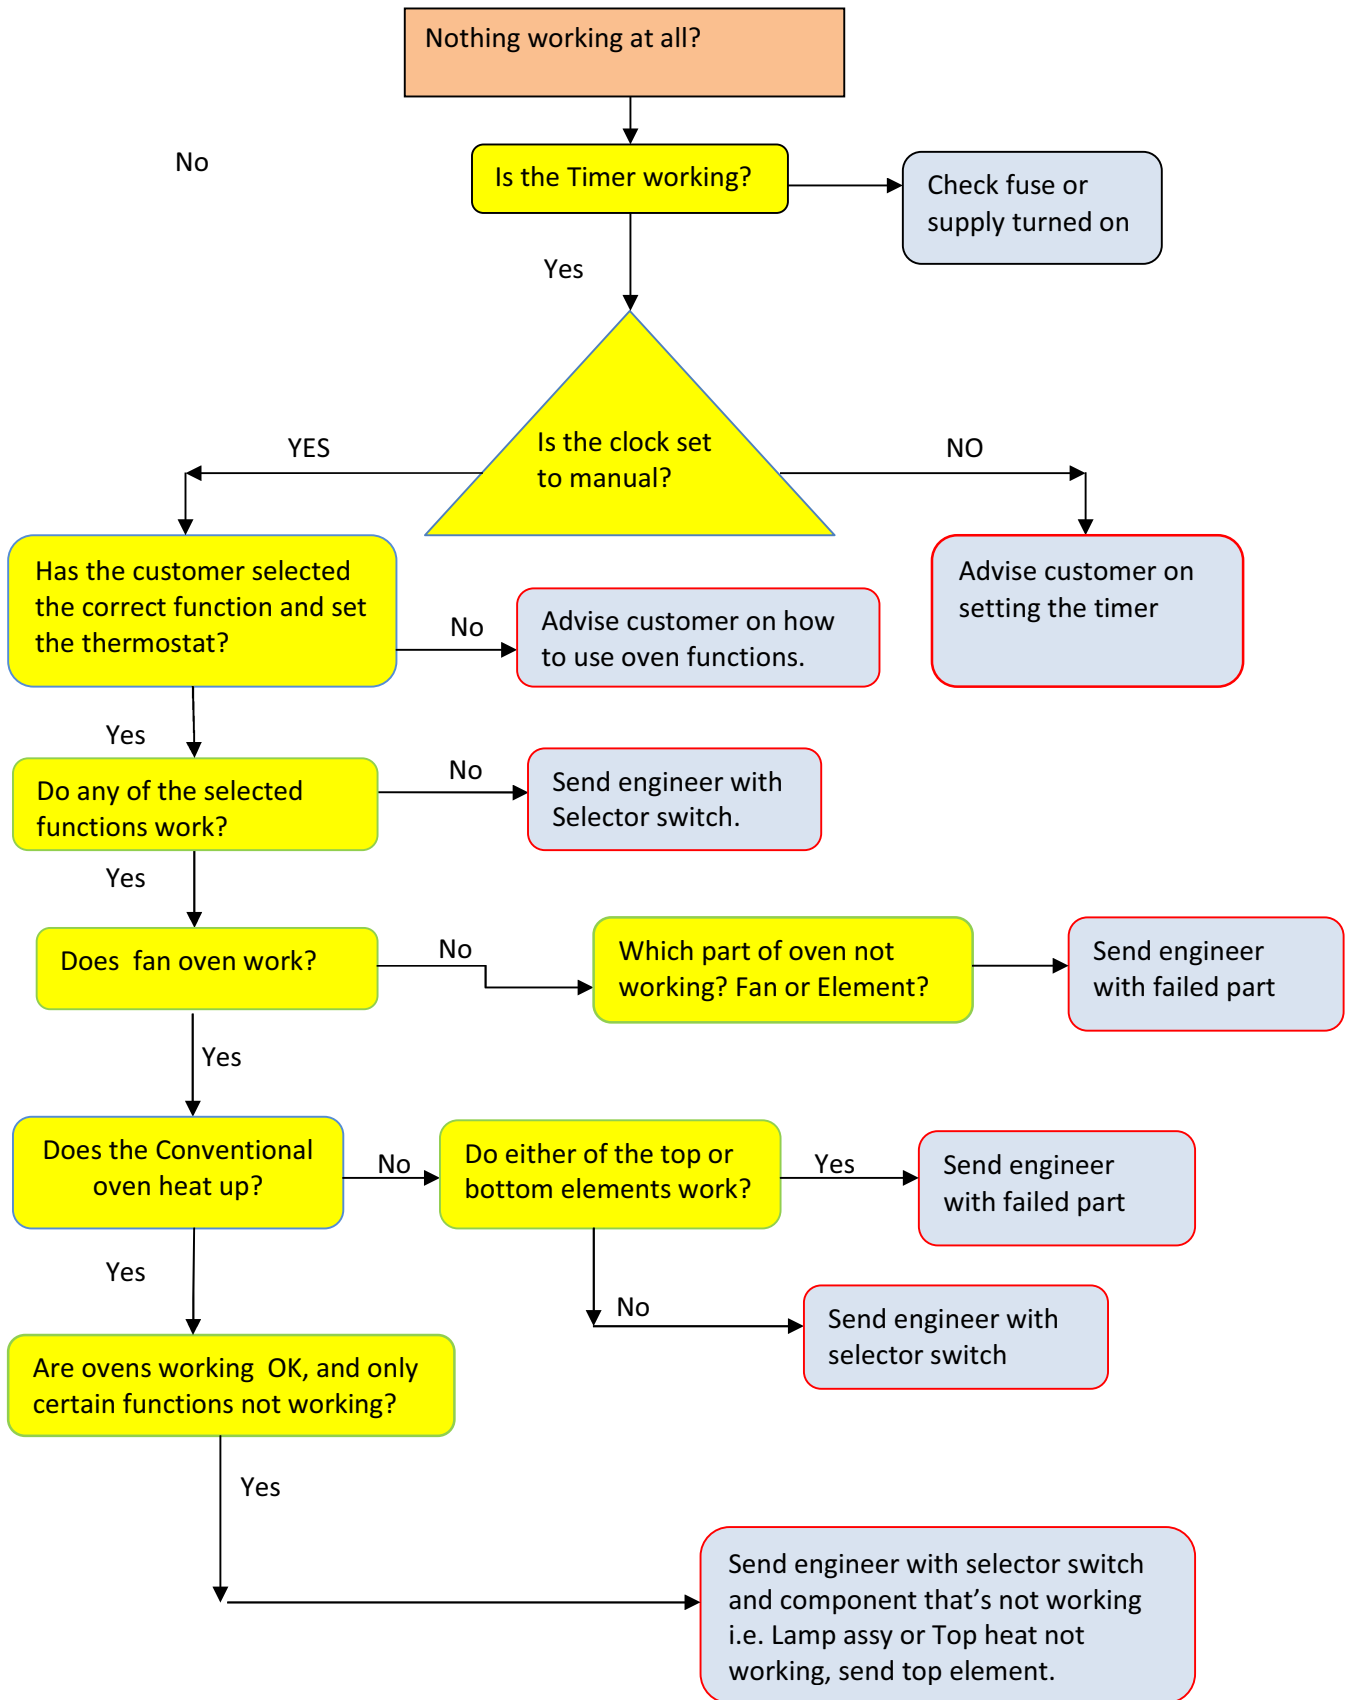 Nothing working at all?
No
Is the Timer working?
Check fuse or
supply turned on
Yes
Is the clock set
to manual?
YES
NO
Has the customer selected
the correct function and set
the thermostat?
No
Advise customer on how
to use oven functions.
Advise customer on
setting the timer
Yes
Do any of the selected
functions work?
No
Send engineer with
Selector switch.
Yes
Does  fan oven work?
No
Which part of oven not
working? Fan or Element?
Send engineer
with failed part
Yes
Does the Conventional
oven heat up?
No
Do either of the top or
bottom elements work?
Yes
Send engineer
with failed part
Yes
No
Send engineer with
selector switch
Are ovens working  OK, and only
certain functions not working?
Yes
Send engineer with selector switch
and component that’s not working
i.e. Lamp assy or Top heat not
working, send top element.